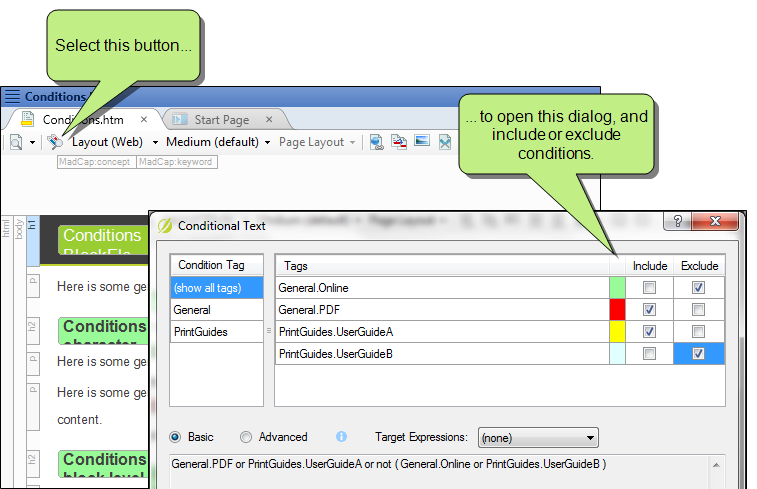 Select this button...
Conditions
Conditions.htm
Start Page
Layout (Web)
Medium (default)
Page Layout
MadCap:concept
MadCap:keyword
... to open this dialog, and
include or exclude
conditions.
html
body
h1
Conditions
p
Here is some ge
h2
Conditions
character
p
Here is some ge
p
Here is some ge
content.
h2
Conditions
block level
Conditional Text
Condition Tag
(show all tags)
General
PrintGuides
Tags
Include
Exclude
General.Online
General.PDF
PrintGuides.UserGuideA
PrintGuides.UserGuideB
Basic
Advanced
Target Expressions:
(none)
General.PDF or PrintGuides.UserGuideA or not ( General.Online or PrintGuides.UserGuideB )